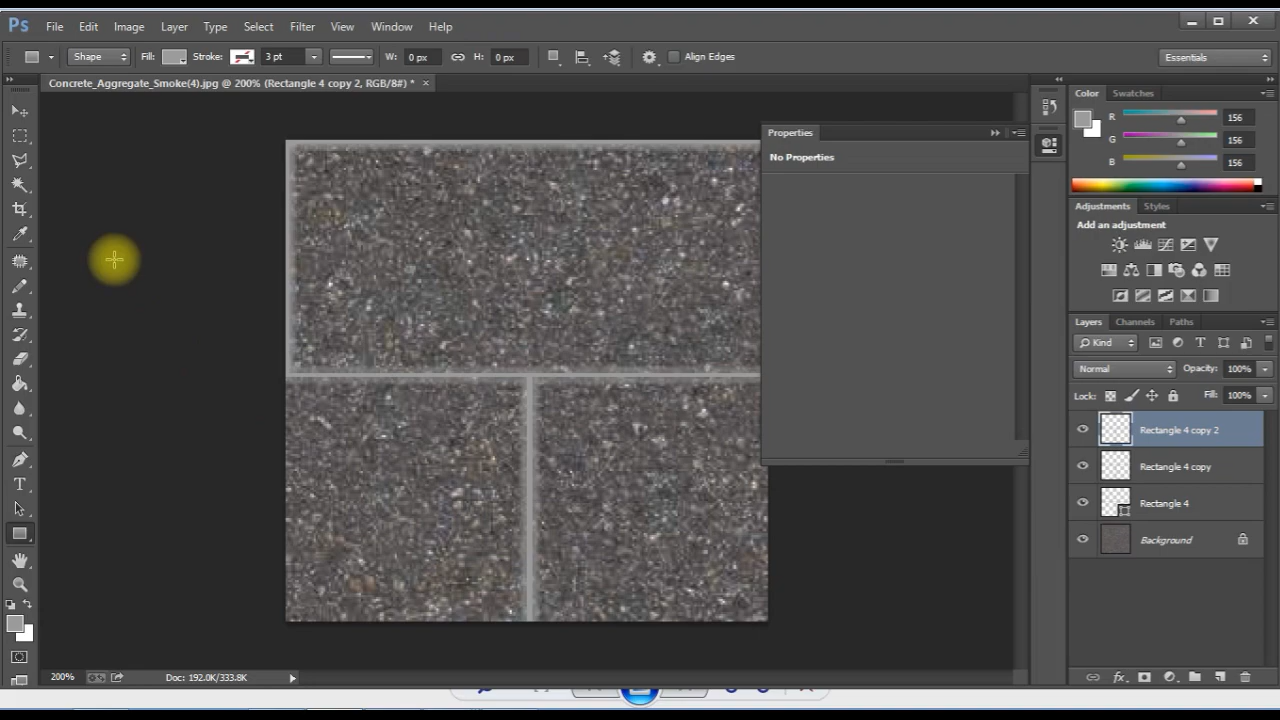 Ps File Edit Image Layer Type Select Filter View Window Help
Shape Fill: Stroke: 3 pt W: 0 px H: 0 px Align Edges Essentials
Concrete_Aggregate_Smoke(4).jpg @ 200% (Rectangle 4 copy 2, RGB/8#) * ×
Color Swatches
R 156
G 140
B 156
Properties
No Properties
Adjustments Styles
Add an adjustment
Layers Channels Paths
Kind T
Normal Opacity: 100%
Lock: Fill: 100%
Rectangle 4 copy 2
Rectangle 4 copy
Rectangle 4
Background
T
fx
200% Doc: 192.0K/333.8K